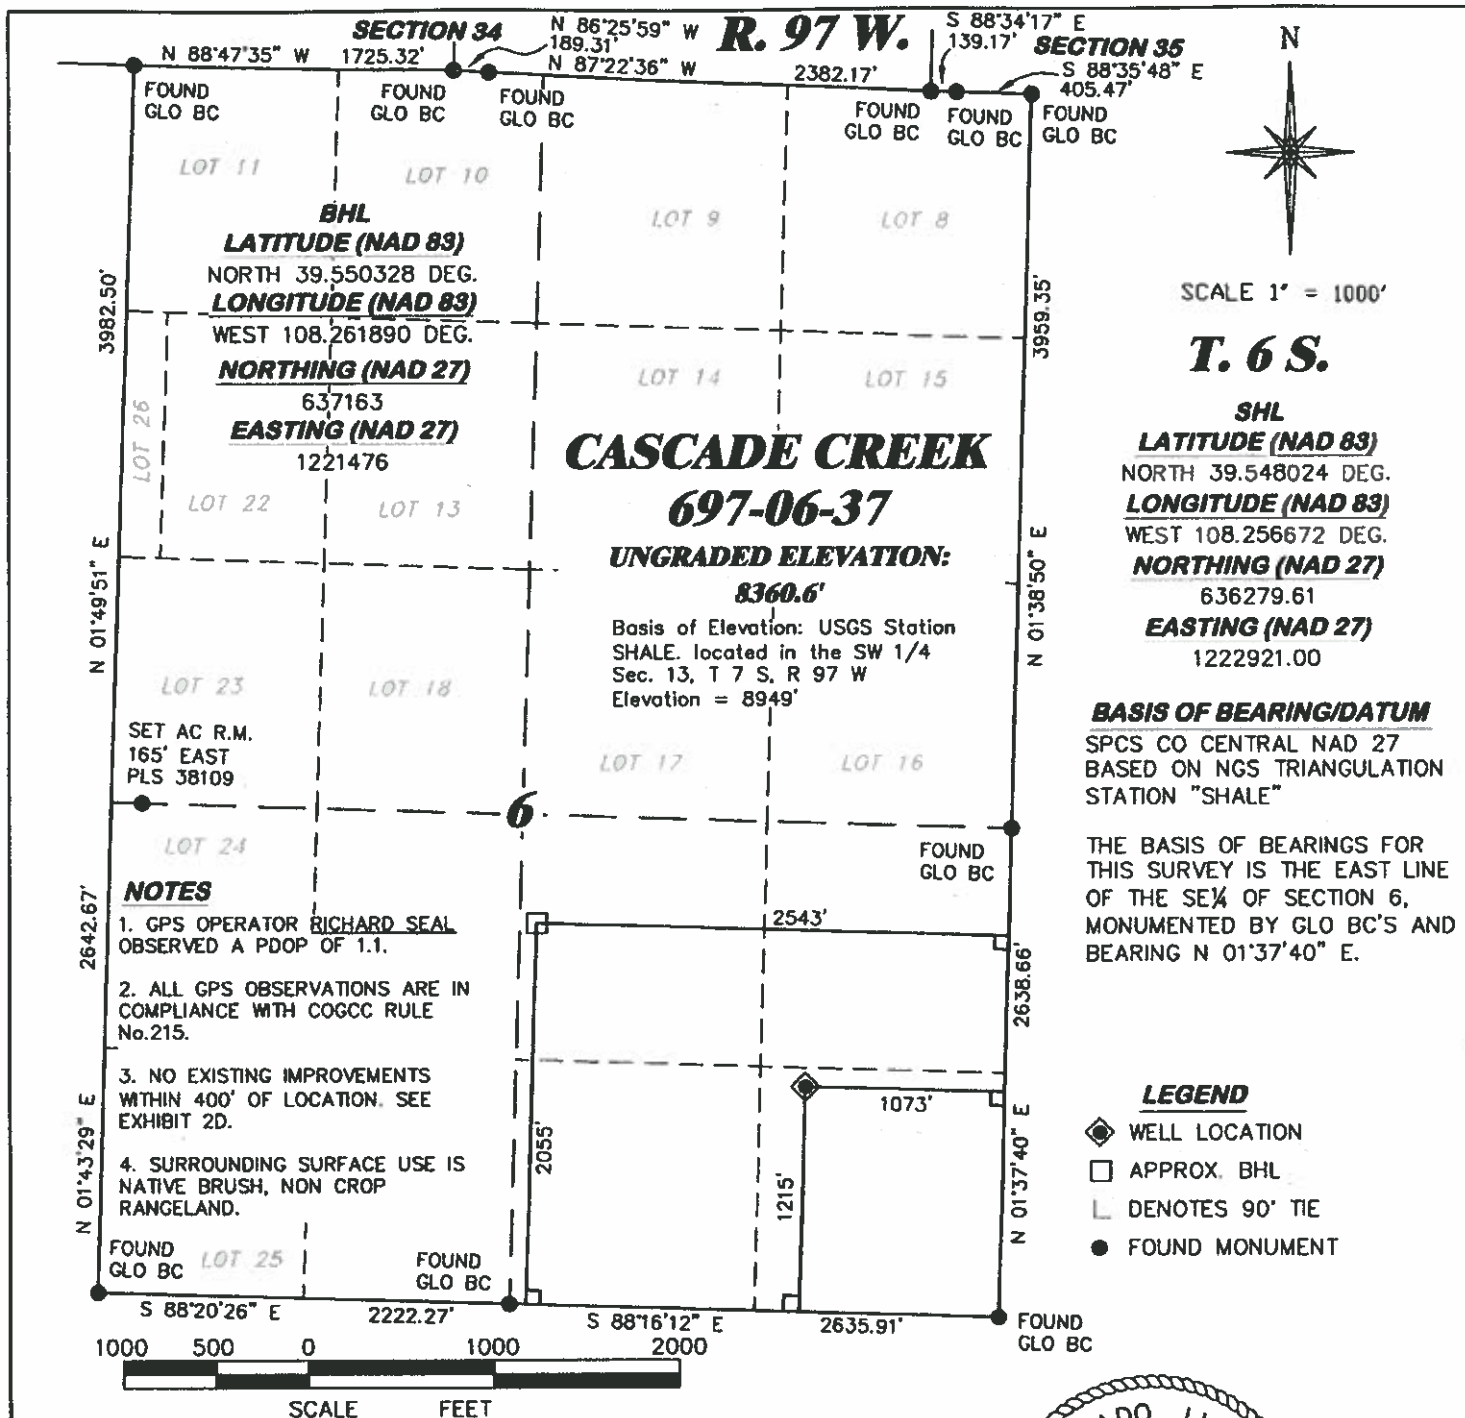 SECTION 34
N 86°25'59" W
189.31'
R. 97 W.
S 88°34'17" E
139.17'
SECTION 35
N
N 88°47'35" W 1725.32'
N 87°22'36" W 2382.17'
S 88°35'48" E
405.47'
FOUND
GLO BC
FOUND
GLO BC
FOUND
GLO BC
FOUND
GLO BC
FOUND
GLO BC
FOUND
GLO BC
LOT 11
LOT 10
LOT 9
LOT 8
BHL
LATITUDE (NAD 83)
NORTH 39.550328 DEG.
LONGITUDE (NAD 83)
WEST 108.261890 DEG.
NORTHING (NAD 27)
637163
EASTING (NAD 27)
1221476
3982.50'
3959.35'
SCALE 1" = 1000'
T. 6 S.
SHL
LATITUDE (NAD 83)
NORTH 39.548024 DEG.
LONGITUDE (NAD 83)
WEST 108.256672 DEG.
NORTHING (NAD 27)
636279.61
EASTING (NAD 27)
1222921.00
LOT 14
LOT 15
LOT 26
LOT 22
LOT 13
CASCADE CREEK
697-06-37
UNGRADED ELEVATION:
8360.6'
Basis of Elevation: USGS Station
SHALE. located in the SW 1/4
Sec. 13, T 7 S, R 97 W
Elevation = 8949'
N 01°49'51" E
N 01°38'50" E
LOT 23
LOT 18
LOT 17
LOT 16
SET AC R.M.
165' EAST
PLS 38109
6
LOT 24
FOUND
GLO BC
BASIS OF BEARING/DATUM
SPCS CO CENTRAL NAD 27
BASED ON NGS TRIANGULATION
STATION "SHALE"
THE BASIS OF BEARINGS FOR
THIS SURVEY IS THE EAST LINE
OF THE SE¼ OF SECTION 6,
MONUMENTED BY GLO BC'S AND
BEARING N 01°37'40" E.
NOTES
1. GPS OPERATOR RICHARD SEAL
OBSERVED A PDOP OF 1.1.
2. ALL GPS OBSERVATIONS ARE IN
COMPLIANCE WITH COGCC RULE
No.215.
3. NO EXISTING IMPROVEMENTS
WITHIN 400' OF LOCATION. SEE
EXHIBIT 2D.
4. SURROUNDING SURFACE USE IS
NATIVE BRUSH, NON CROP
RANGELAND.
2642.67'
N 01°43'29" E
2543'
2638.66'
2055'
1073'
1215'
N 01°37'40" E
LEGEND
WELL LOCATION
APPROX. BHL
DENOTES 90° TIE
FOUND MONUMENT
FOUND
GLO BC
LOT 25
FOUND
GLO BC
S 88°20'26" E 2222.27'
S 88°16'12" E 2635.91'
FOUND
GLO BC
1000 500 0 1000 2000
SCALE FEET